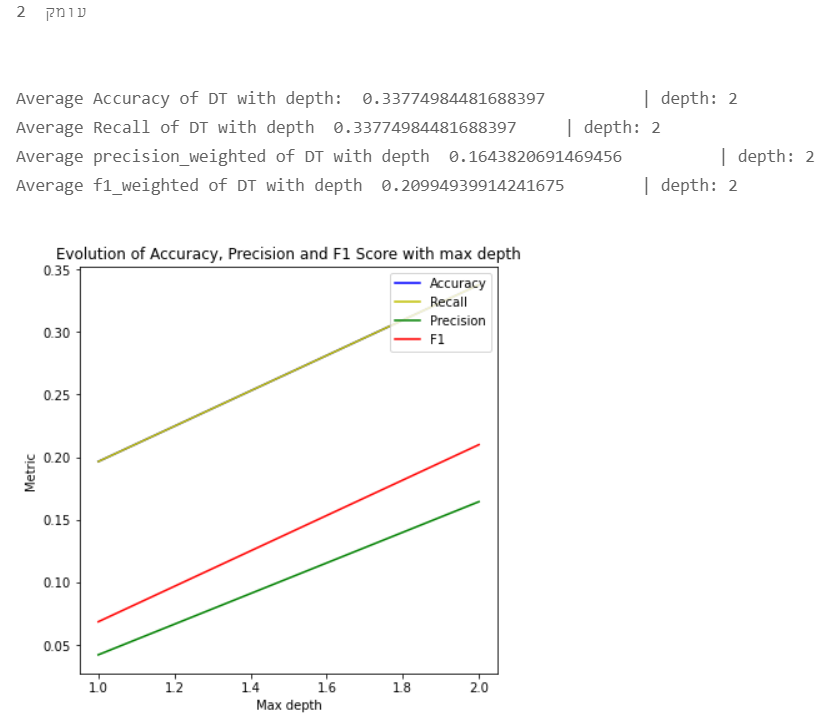 עומק 2
Average Accuracy of DT with depth: 0.33774984481688397 | depth: 2
Average Recall of DT with depth 0.33774984481688397 | depth: 2
Average precision_weighted of DT with depth 0.1643820691469456 | depth: 2
Average f1_weighted of DT with depth 0.20994939914241675 | depth: 2
Evolution of Accuracy, Precision and F1 Score with max depth
Accuracy
Recall
Precision
F1
0.35
0.30
0.25
0.20
0.15
0.10
0.05
Metric
1.0 1.2 1.4 1.6 1.8 2.0
Max depth